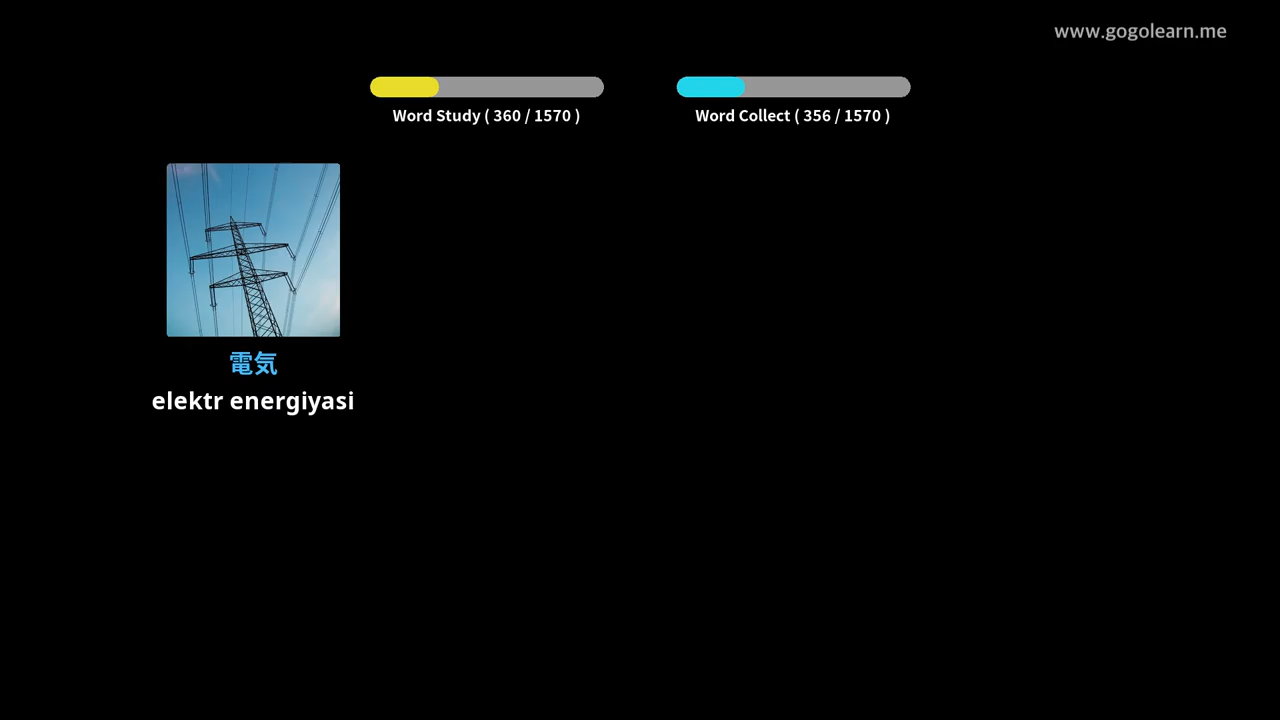 www.gogolearn.me
Word Study ( 360 / 1570 )
Word Collect ( 356 / 1570 )
電気
elektr energiyasi